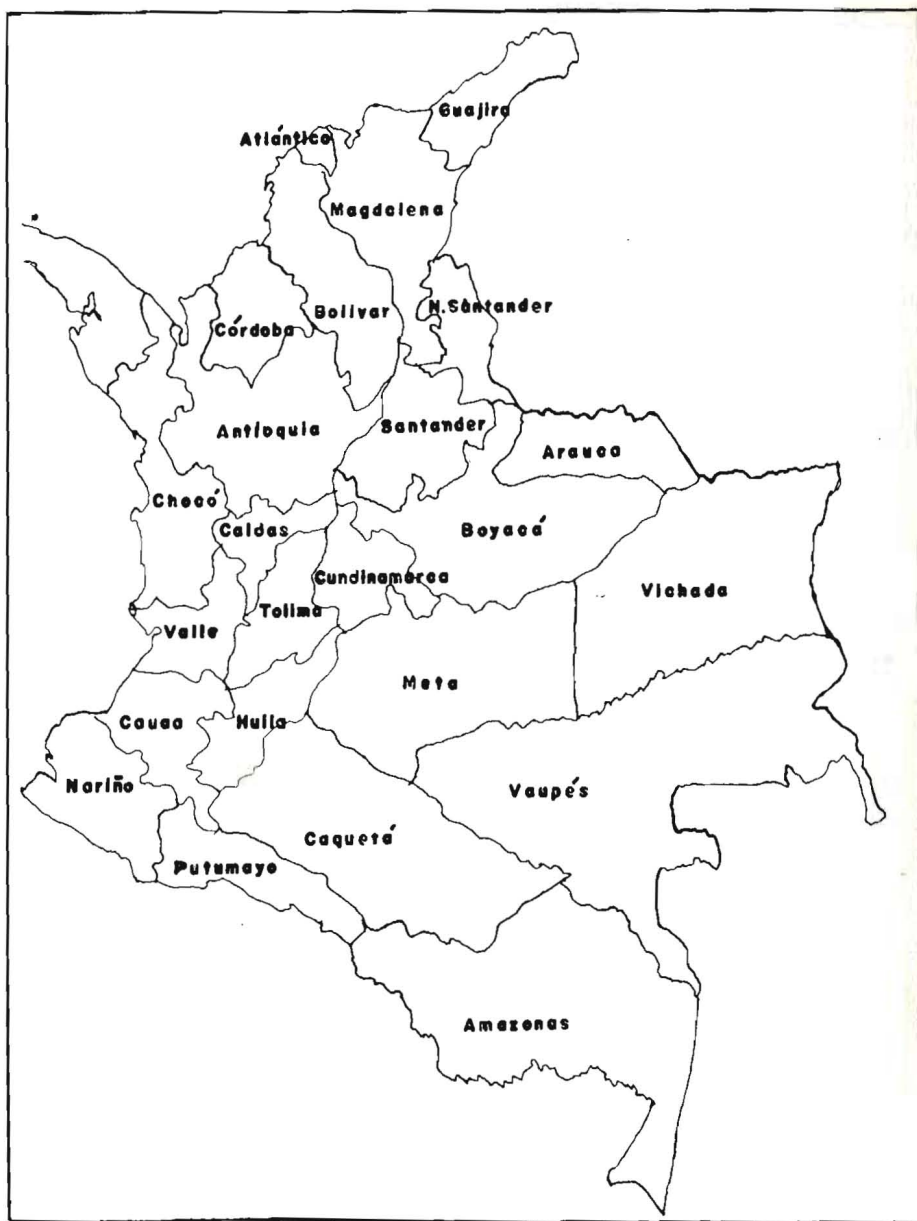 Guajira
Atlántico
Magdalena
N. Santander
Bolivar
Córdoba
Antioquia
Santander
Arauca
Chocó
Caldas
Boyacá
Cundinamarca
Vichada
Tolima
Valle
Meta
Cauca
Huila
Nariño
Vaupés
Caquetá
Putumayo
Amazonas